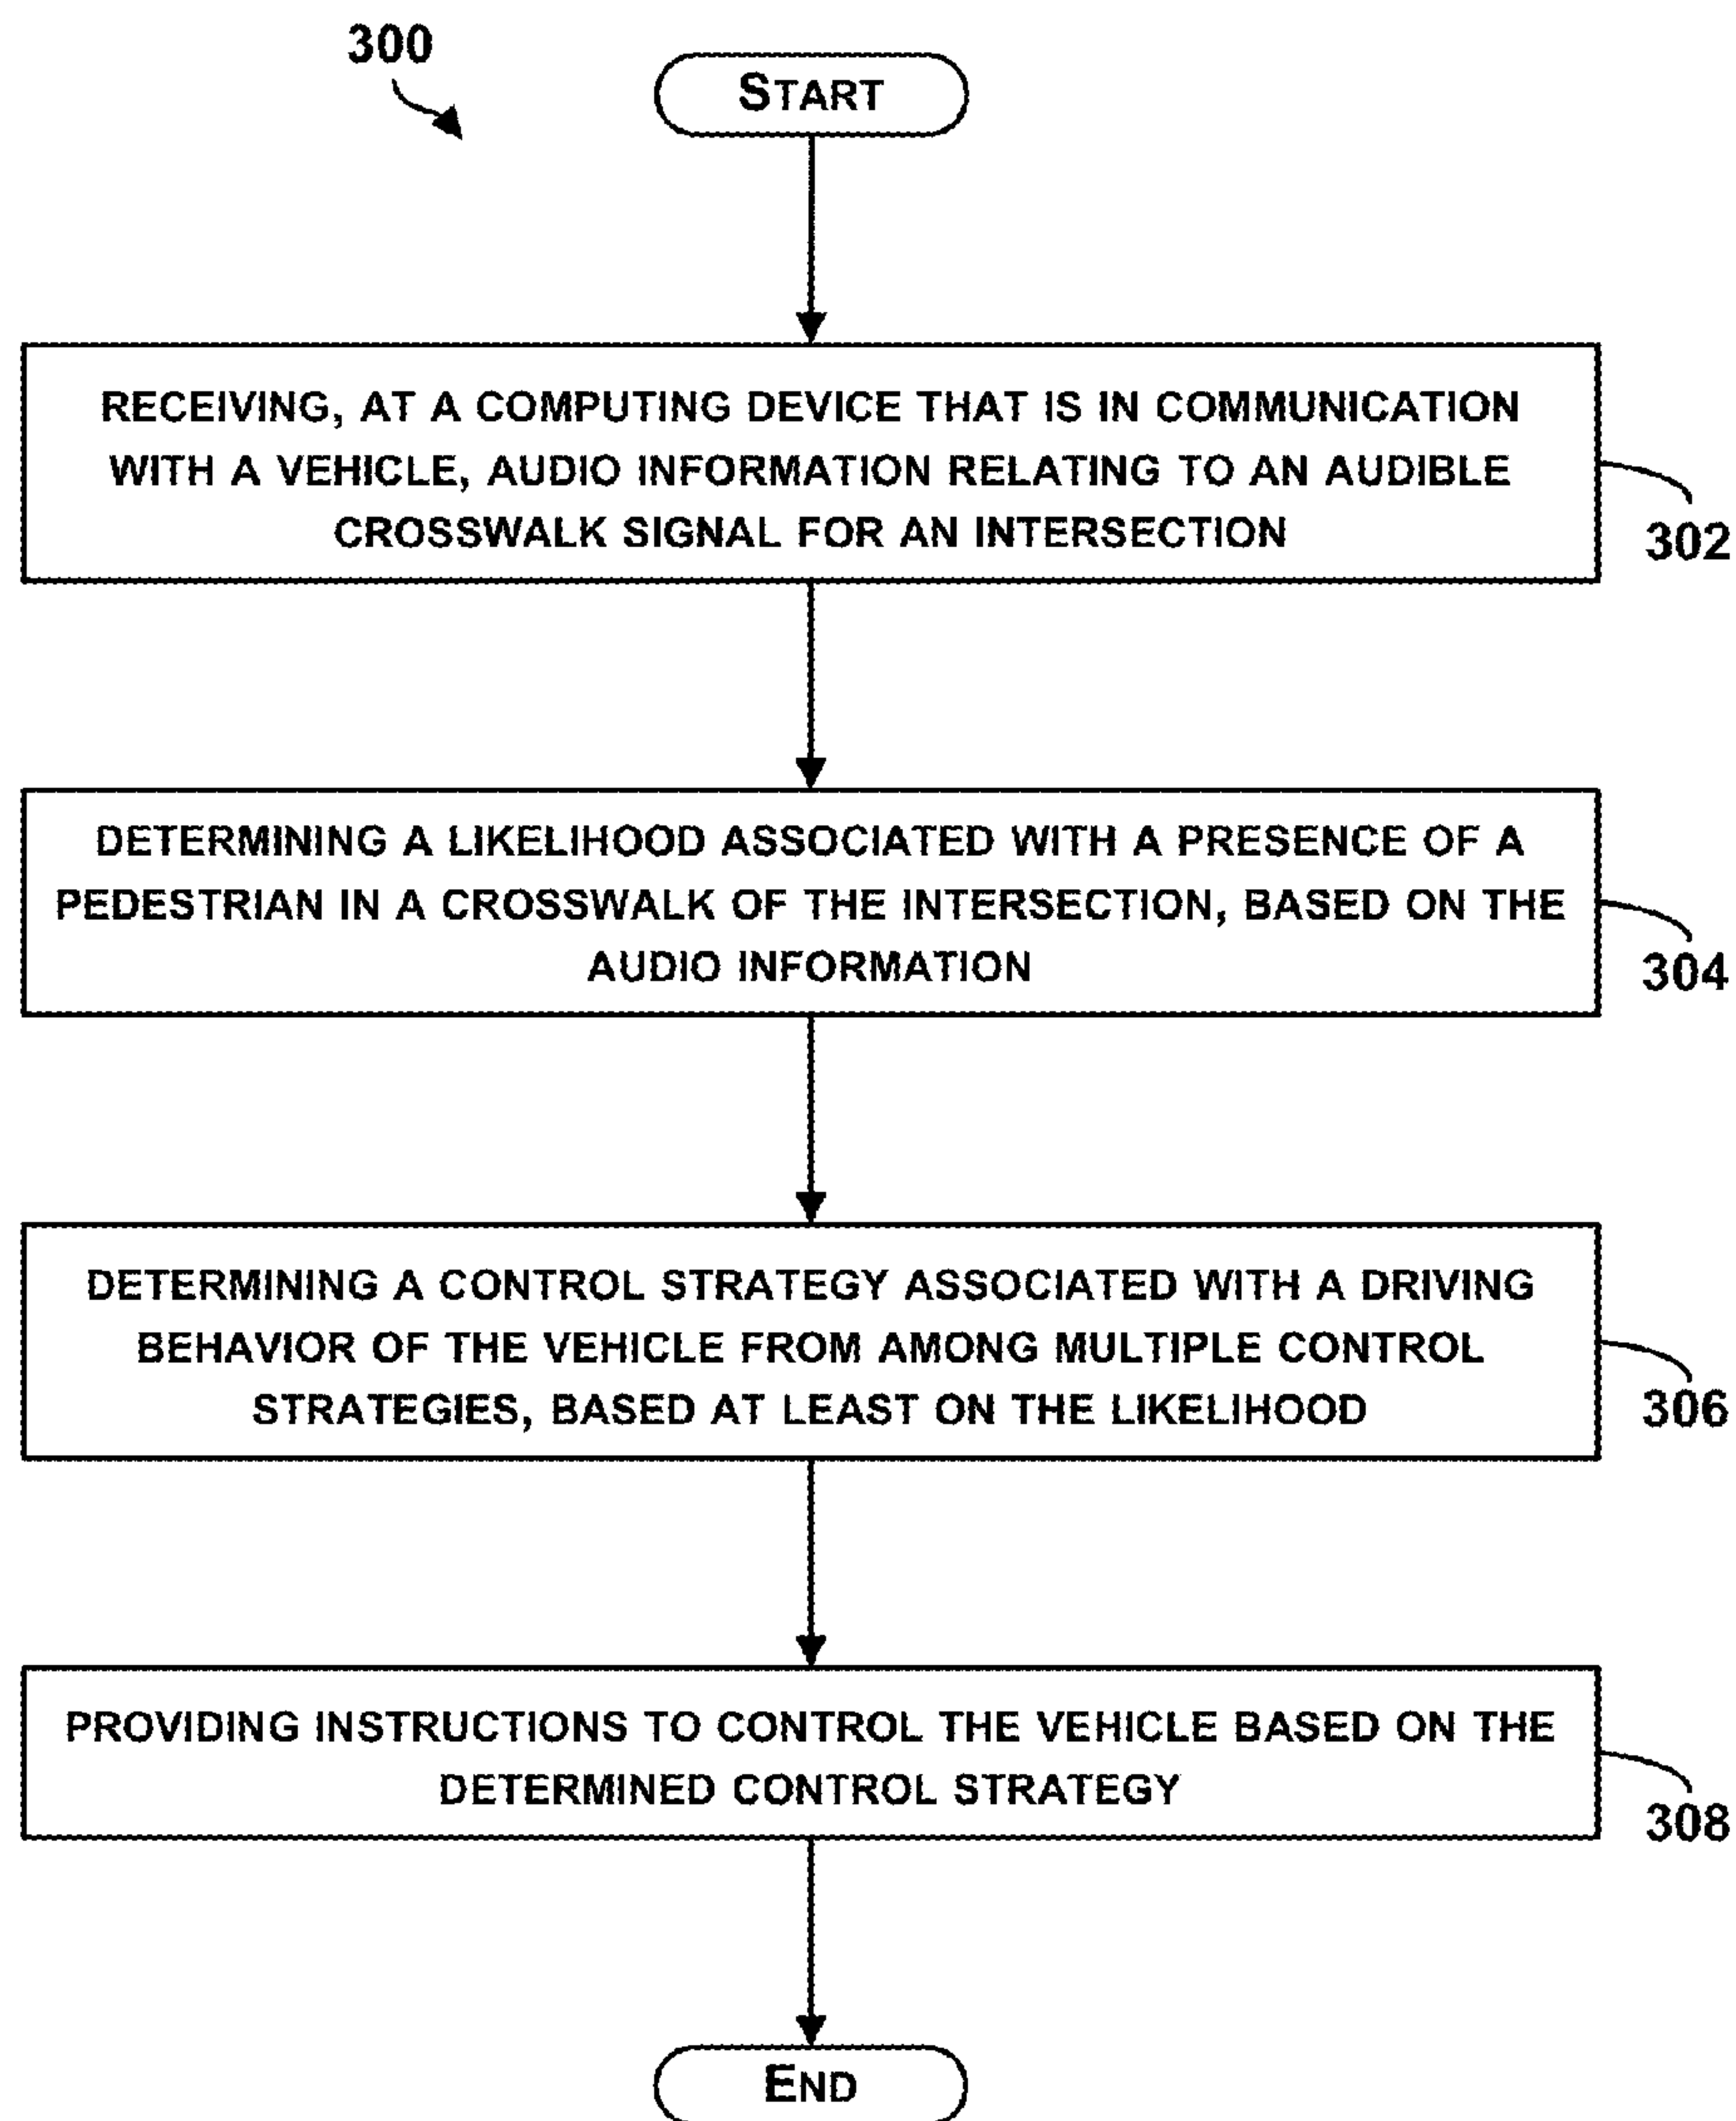 300
START
RECEIVING, AT A COMPUTING DEVICE THAT IS IN COMMUNICATION
WITH A VEHICLE, AUDIO INFORMATION RELATING TO AN AUDIBLE
CROSSWALK SIGNAL FOR AN INTERSECTION
302
DETERMINING A LIKELIHOOD ASSOCIATED WITH A PRESENCE OF A
PEDESTRIAN IN A CROSSWALK OF THE INTERSECTION, BASED ON THE
AUDIO INFORMATION
304
DETERMINING A CONTROL STRATEGY ASSOCIATED WITH A DRIVING
BEHAVIOR OF THE VEHICLE FROM AMONG MULTIPLE CONTROL
STRATEGIES, BASED AT LEAST ON THE LIKELIHOOD
306
PROVIDING INSTRUCTIONS TO CONTROL THE VEHICLE BASED ON THE
DETERMINED CONTROL STRATEGY
308
END